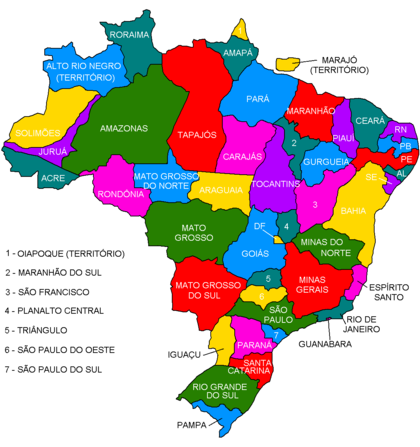 RORAIMA
AMAPÁ
1
MARAJÓ
(TERRITÓRIO)
ALTO RIO NEGRO
(TERRITÓRIO)
PARÁ
MARANHÃO
CEARÁ
RN
PB
PE
AL
SE
PIAUÍ
SOLIMÕES
AMAZONAS
TAPAJÓS
CARAJÁS
2
GURGUEIA
JURUÁ
ACRE
RONDÔNIA
MATO GROSSO
DO NORTE
ARAGUAIA
TOCANTINS
3
BAHIA
MATO
GROSSO
DF
4
GOIÁS
MINAS DO
NORTE
MATO GROSSO
DO SUL
5
MINAS
GERAIS
ESPÍRITO
SANTO
6
SÃO
PAULO
RIO DE
JANEIRO
GUANABARA
7
IGUAÇU
PARANÁ
SANTA
CATARINA
RIO GRANDE
DO SUL
PAMPA
1 - OIAPOQUE (TERRITÓRIO)
2 - MARANHÃO DO SUL
3 - SÃO FRANCISCO
4 - PLANALTO CENTRAL
5 - TRIÂNGULO
6 - SÃO PAULO DO OESTE
7 - SÃO PAULO DO SUL